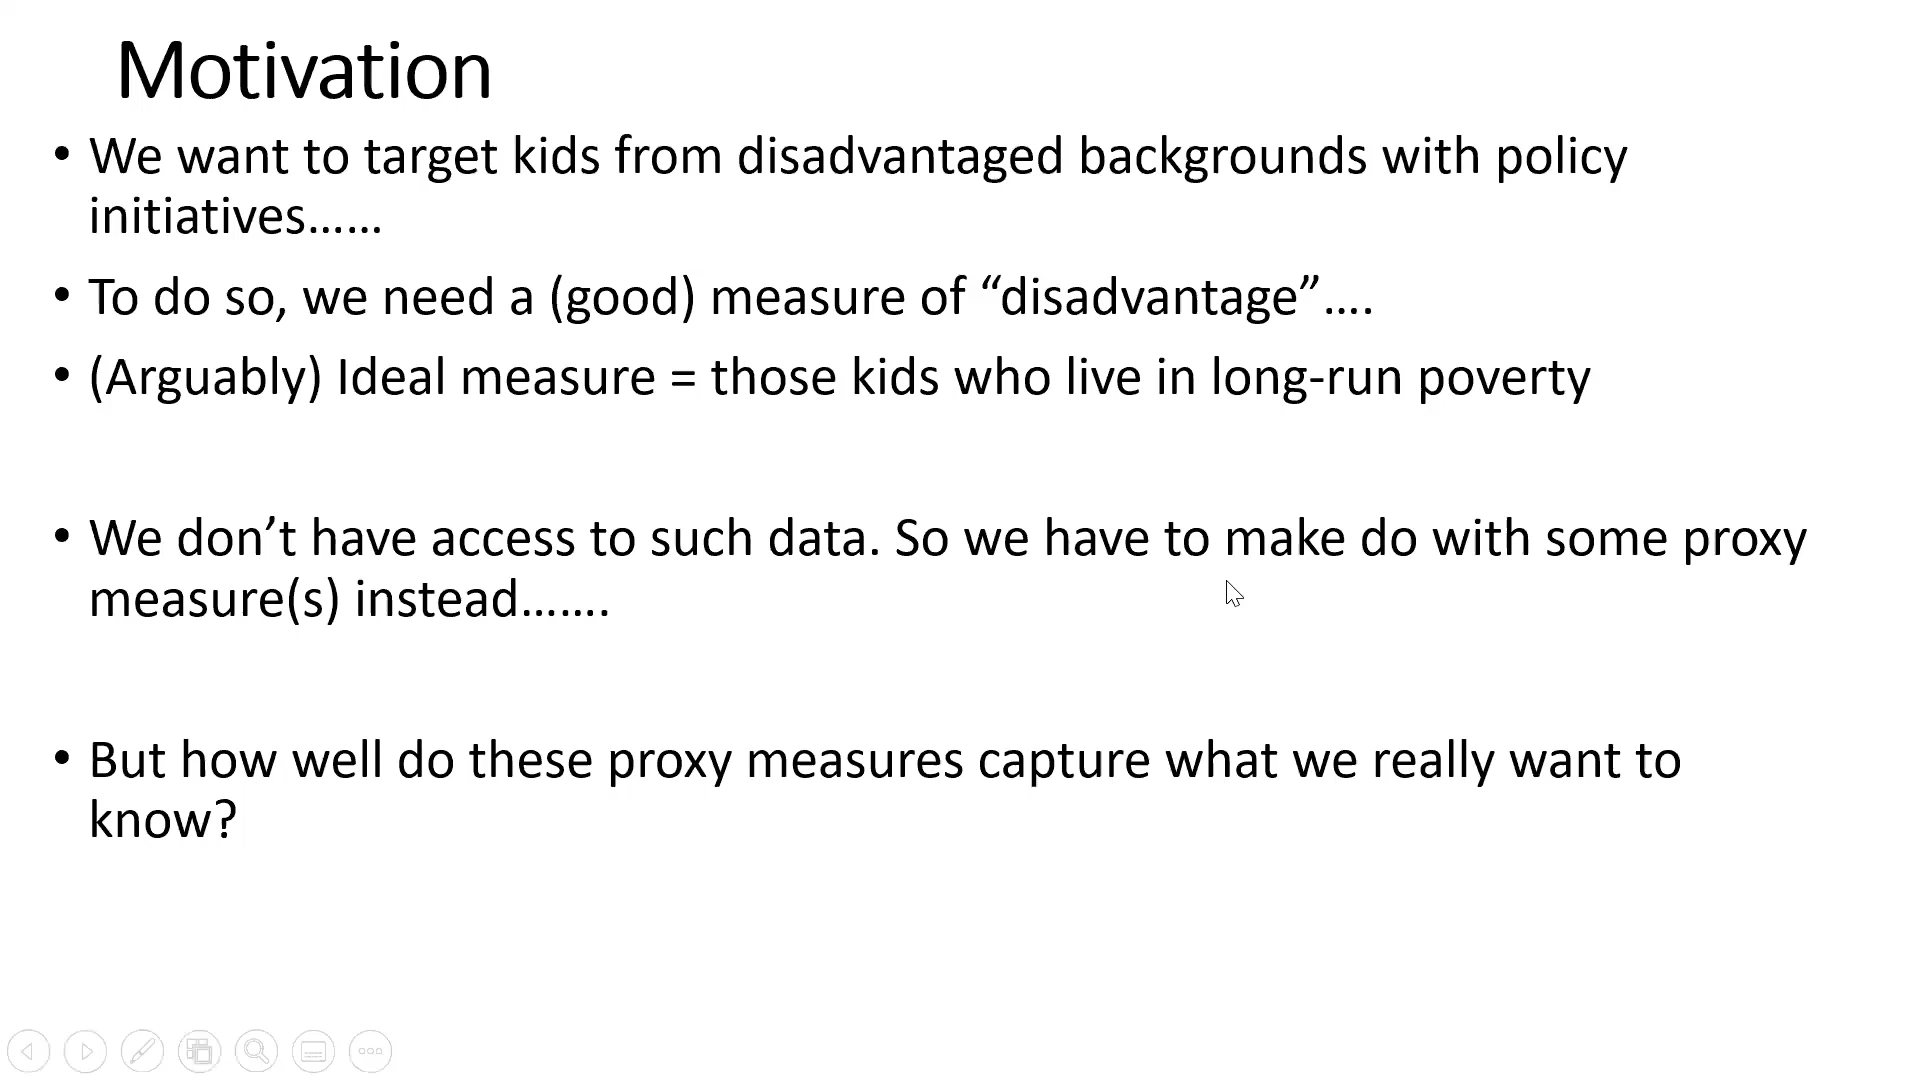 Motivation
• We want to target kids from disadvantaged backgrounds with policy
initiatives……
• To do so, we need a (good) measure of “disadvantage”….
• (Arguably) Ideal measure = those kids who live in long-run poverty
• We don’t have access to such data. So we have to make do with some proxy
measure(s) instead…….
• But how well do these proxy measures capture what we really want to
know?